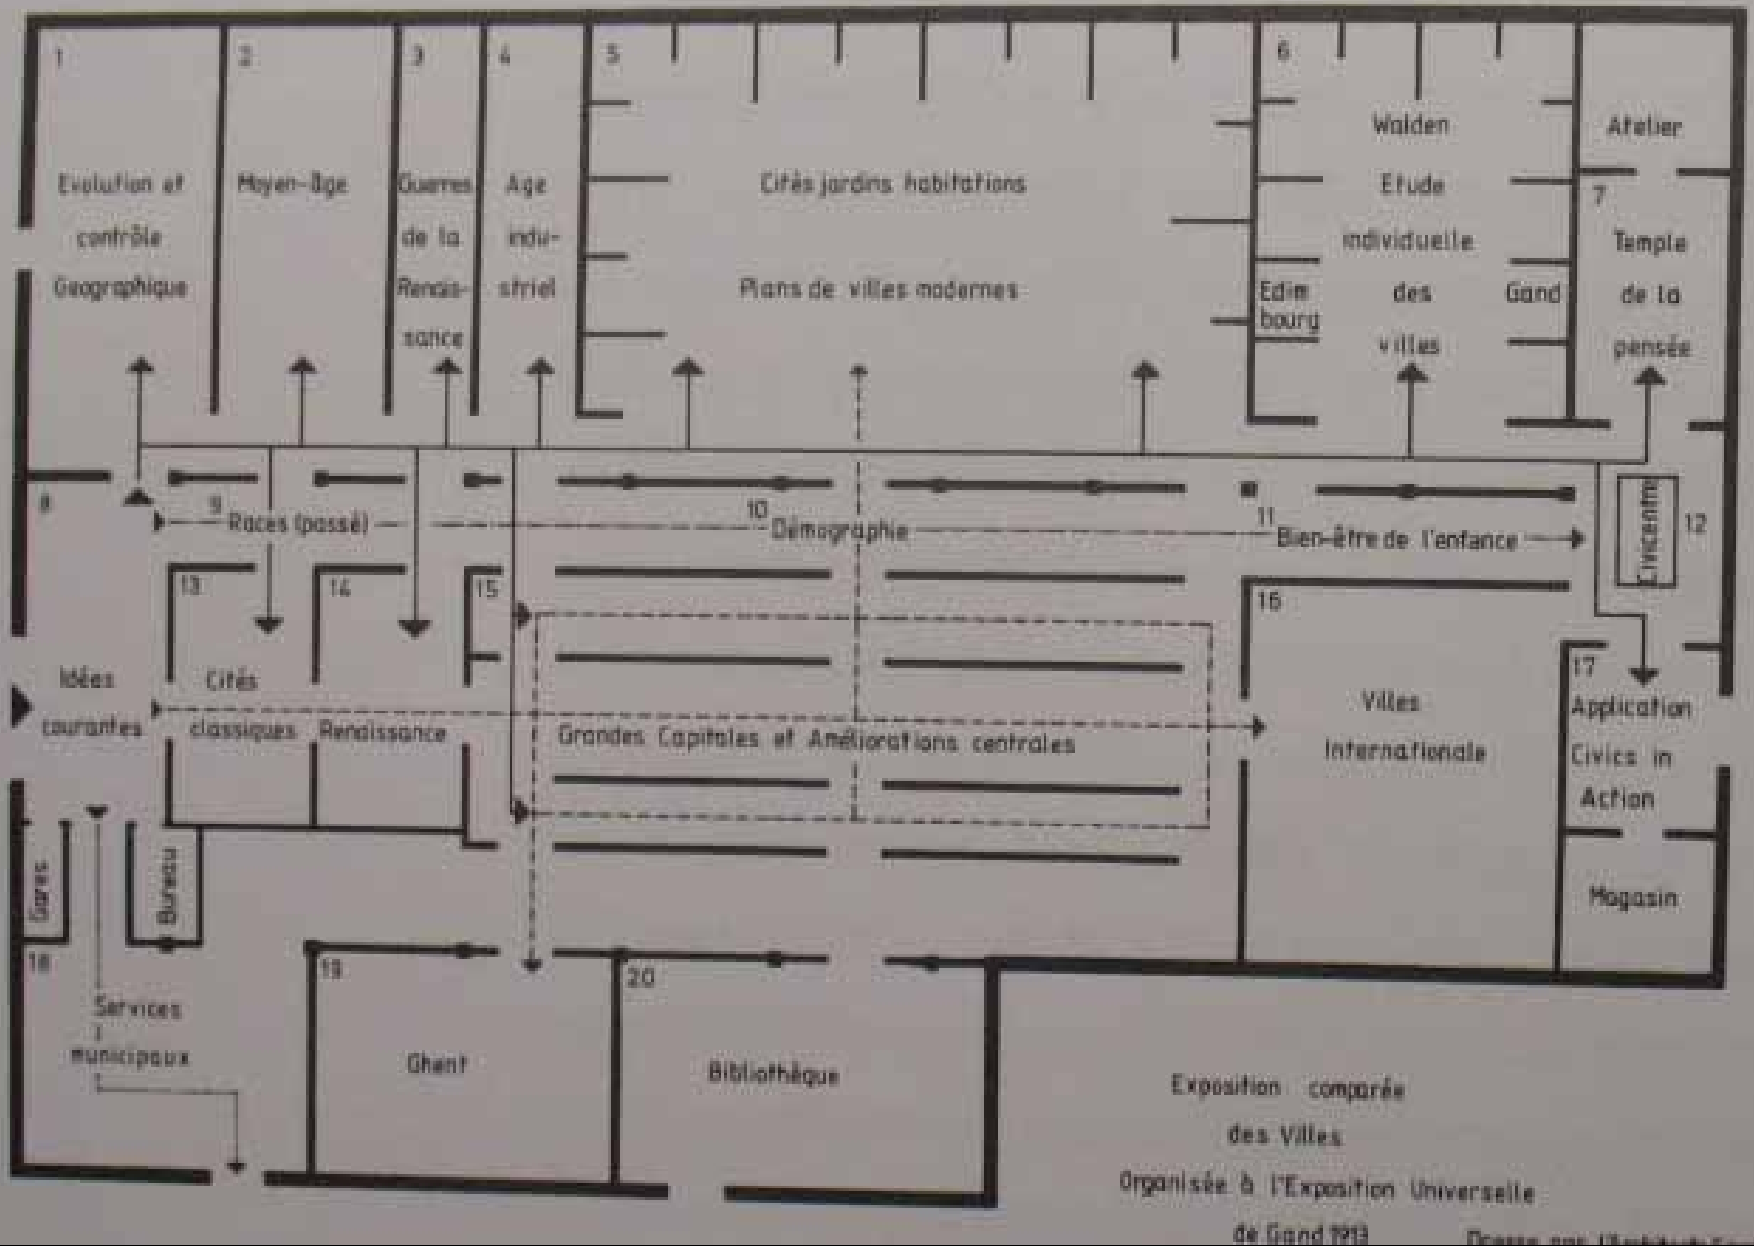 1
Evolution et
contrôle
Geographique
2
Moyen-âge
3
Guerres
de la
Renais-
sance
4
Age
indu-
striel
5
Cités jardins habitations
Plans de villes modernes
6
Walden
Etude
individuelle
des
villes
Edim
bourg
Gand
Atelier
7
Temple
de la
pensée
8
Idées
courantes
9
Races (passé)
10
Démographie
11
Bien-être de l'enfance
Civicentre
12
13
Cités
classiques
14
Renaissance
15
Grandes Capitales et Améliorations centrales
16
Villes
Internationale
17
Application
Civics in
Action
Magasin
Gares
Bureau
18
Services
municipaux
19
Ghent
20
Bibliothêque
Exposition comparée
des Villes
Organisée à l'Exposition Universelle
de Gand 1913